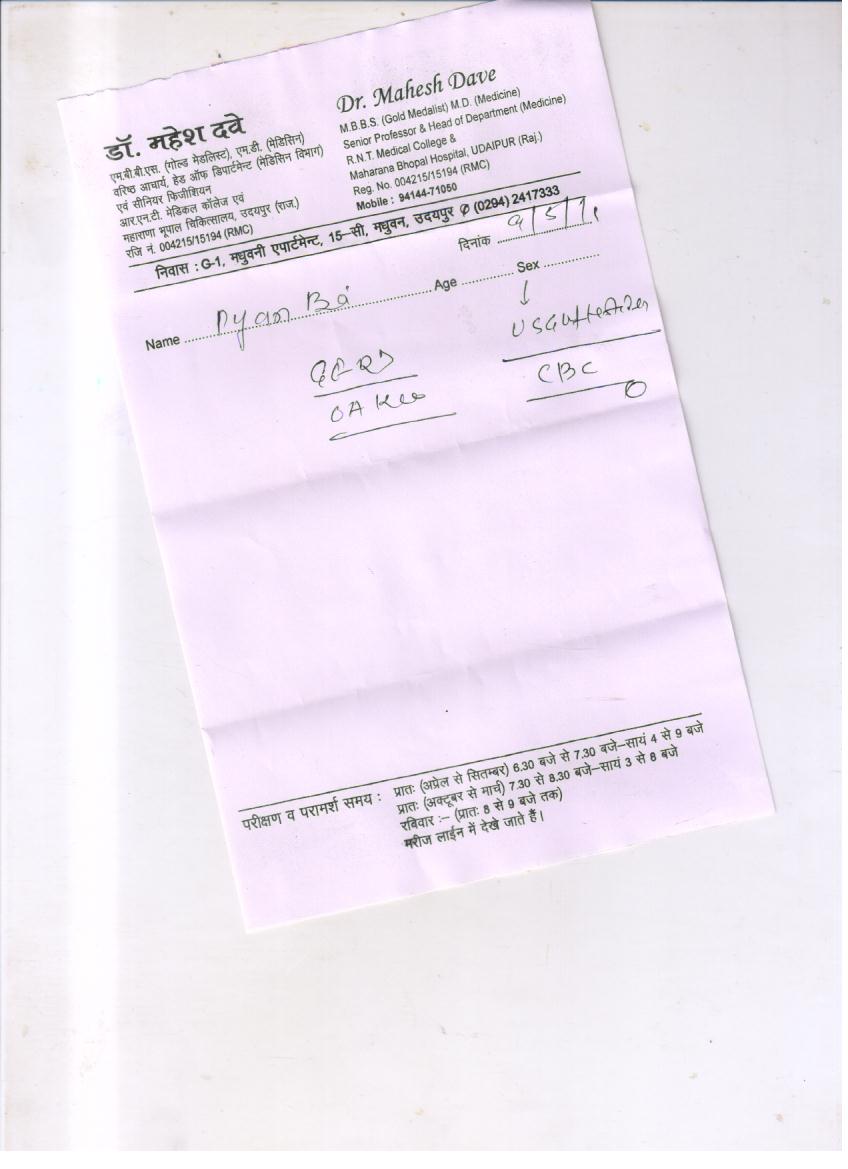 डॉ. महेश दवे
एम.बी.बी.एस. (गोल्ड मेडलिस्ट), एम.डी. (मेडिसिन)
वरिष्ठ आचार्य, हेड ऑफ डिपार्टमेन्ट (मेडिसिन विभाग)
एवं सीनियर फिजीशियन
आर.एन.टी. मेडिकल कॉलेज एवं
महाराणा भूपाल चिकित्सालय, उदयपुर (राज.)
रजि नं. 004215/15194 (RMC)
Dr. Mahesh Dave
M.B.B.S. (Gold Medalist) M.D. (Medicine)
Senior Professor & Head of Department (Medicine)
R.N.T. Medical College &
Maharana Bhopal Hospital, UDAIPUR (Raj.)
Reg. No. 004215/15194 (RMC)
Mobile : 94144-71050
निवास : G-1, मधुवनी एपार्टमेन्ट, 15-सी, मधुवन, उदयपुर ✆ (0294) 2417333
दिनांक 9/5/11
Name Age Sex
USG
GERD
CBC
OA
परीक्षण व परामर्श समय : प्रातः (अप्रेल से सितम्बर) 6.30 बजे से 7.30 बजे–सायं 4 से 9 बजे
प्रातः (अक्टूबर से मार्च) 7.30 से 8.30 बजे–सायं 3 से 8 बजे
रबिवार :– (प्रातः 8 से 9 बजे तक)
मरीज लाईन में देखे जाते हैं।